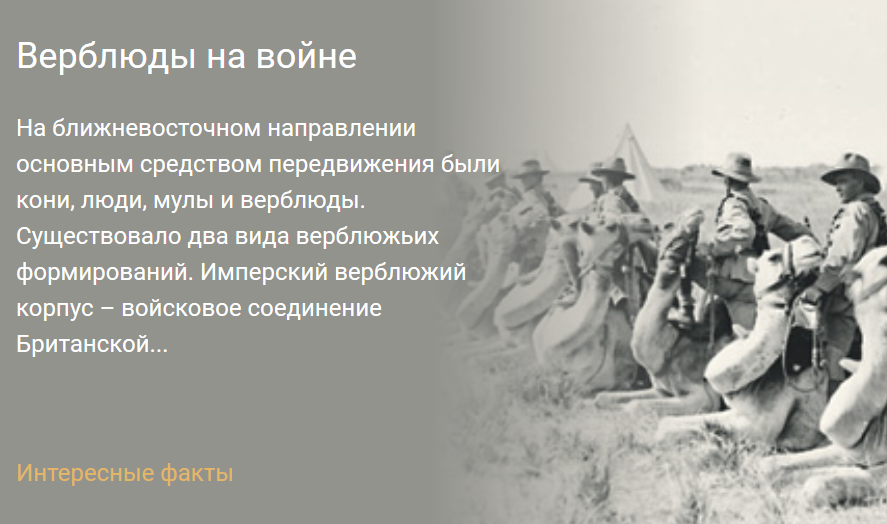 Верблюды на войне
На ближневосточном направлении
основным средством передвижения были
кони, люди, мулы и верблюды.
Существовало два вида верблюжьих
формирований. Имперский верблюжий
корпус – войсковое соединение
Британской...
Интересные факты